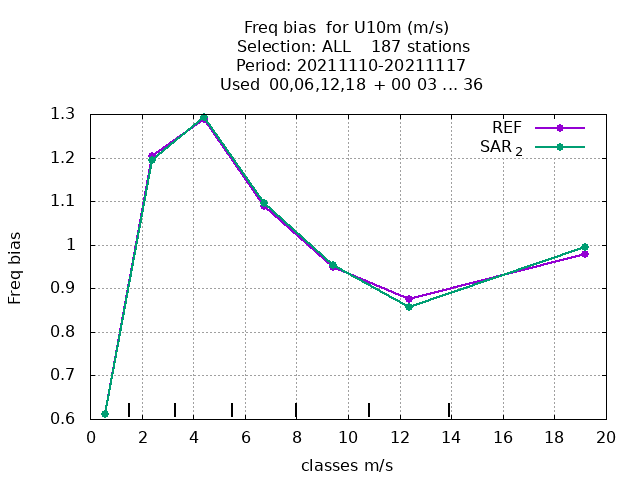 Freq bias  for U10m (m/s)
Selection: ALL    187 stations
Period: 20211110-20211117
Used 00,06,12,18 + 00 03 ... 36
REF
SAR 2
1.3
1.2
1.1
1
0.9
0.8
0.7
0.6
Freq bias
0 2 4 6 8 10 12 14 16 18 20
classes m/s